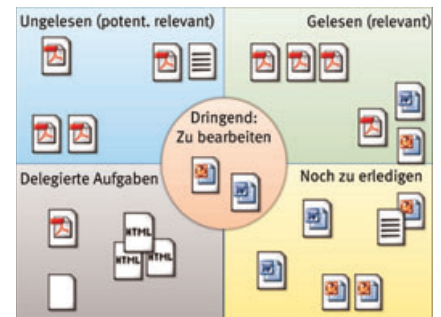 Ungelesen (potent. relevant)
Gelesen (relevant)
Dringend:
Zu bearbeiten
Delegierte Aufgaben
Noch zu erledigen
HTML
HTML
HTML